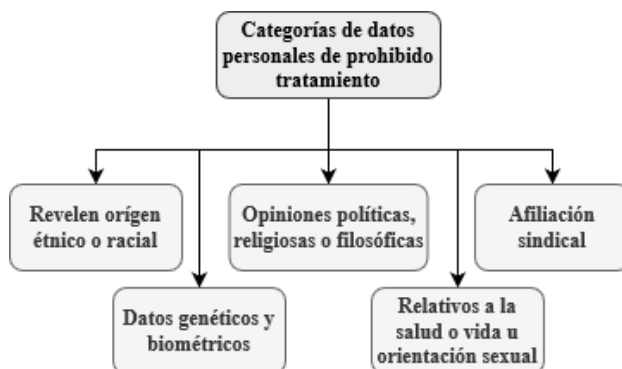 Categorías de datos
personales de prohibido
tratamiento
Revelen orígen
étnico o racial
Opiniones políticas,
religiosas o filosóficas
Afiliación
sindical
Datos genéticos y
biométricos
Relativos a la
salud o vida u
orientación sexual